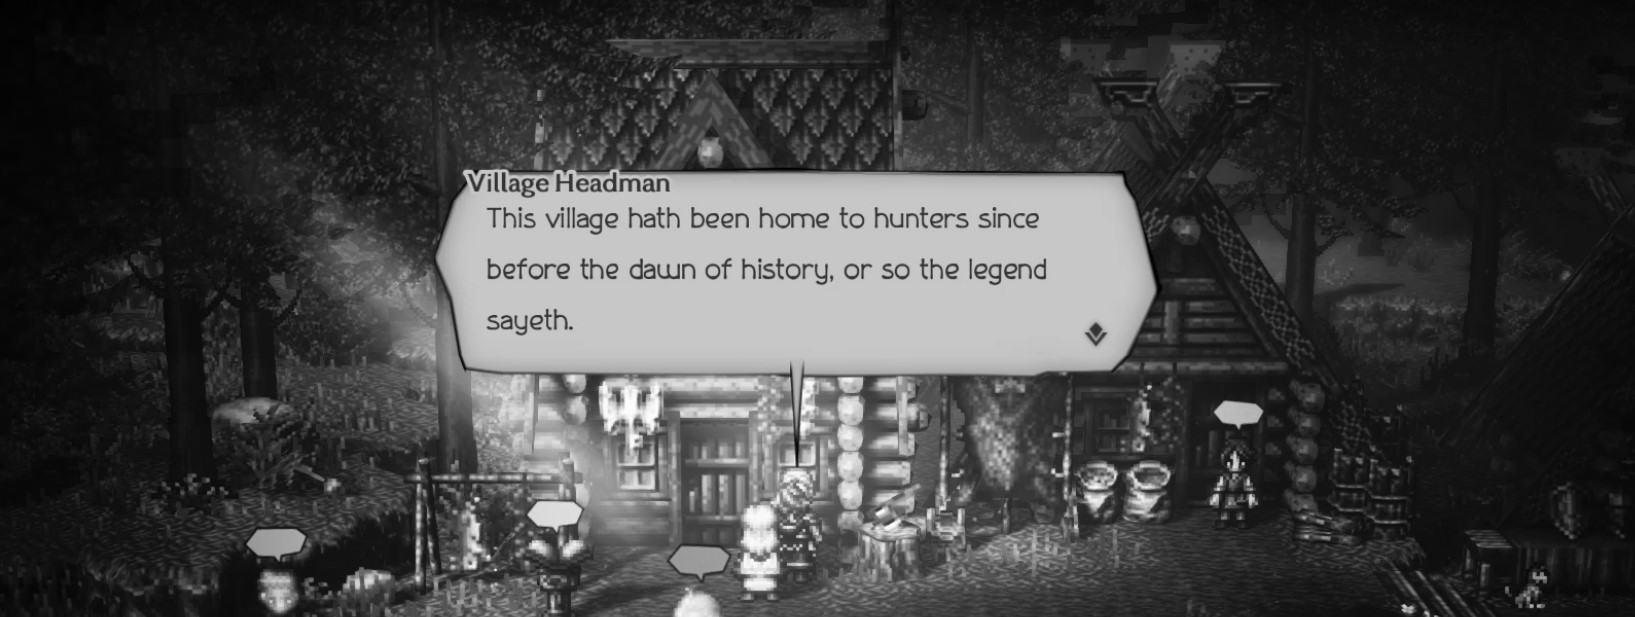 Village Headman
This village hath been home to hunters since
before the dawn of history, or so the legend
sayeth.